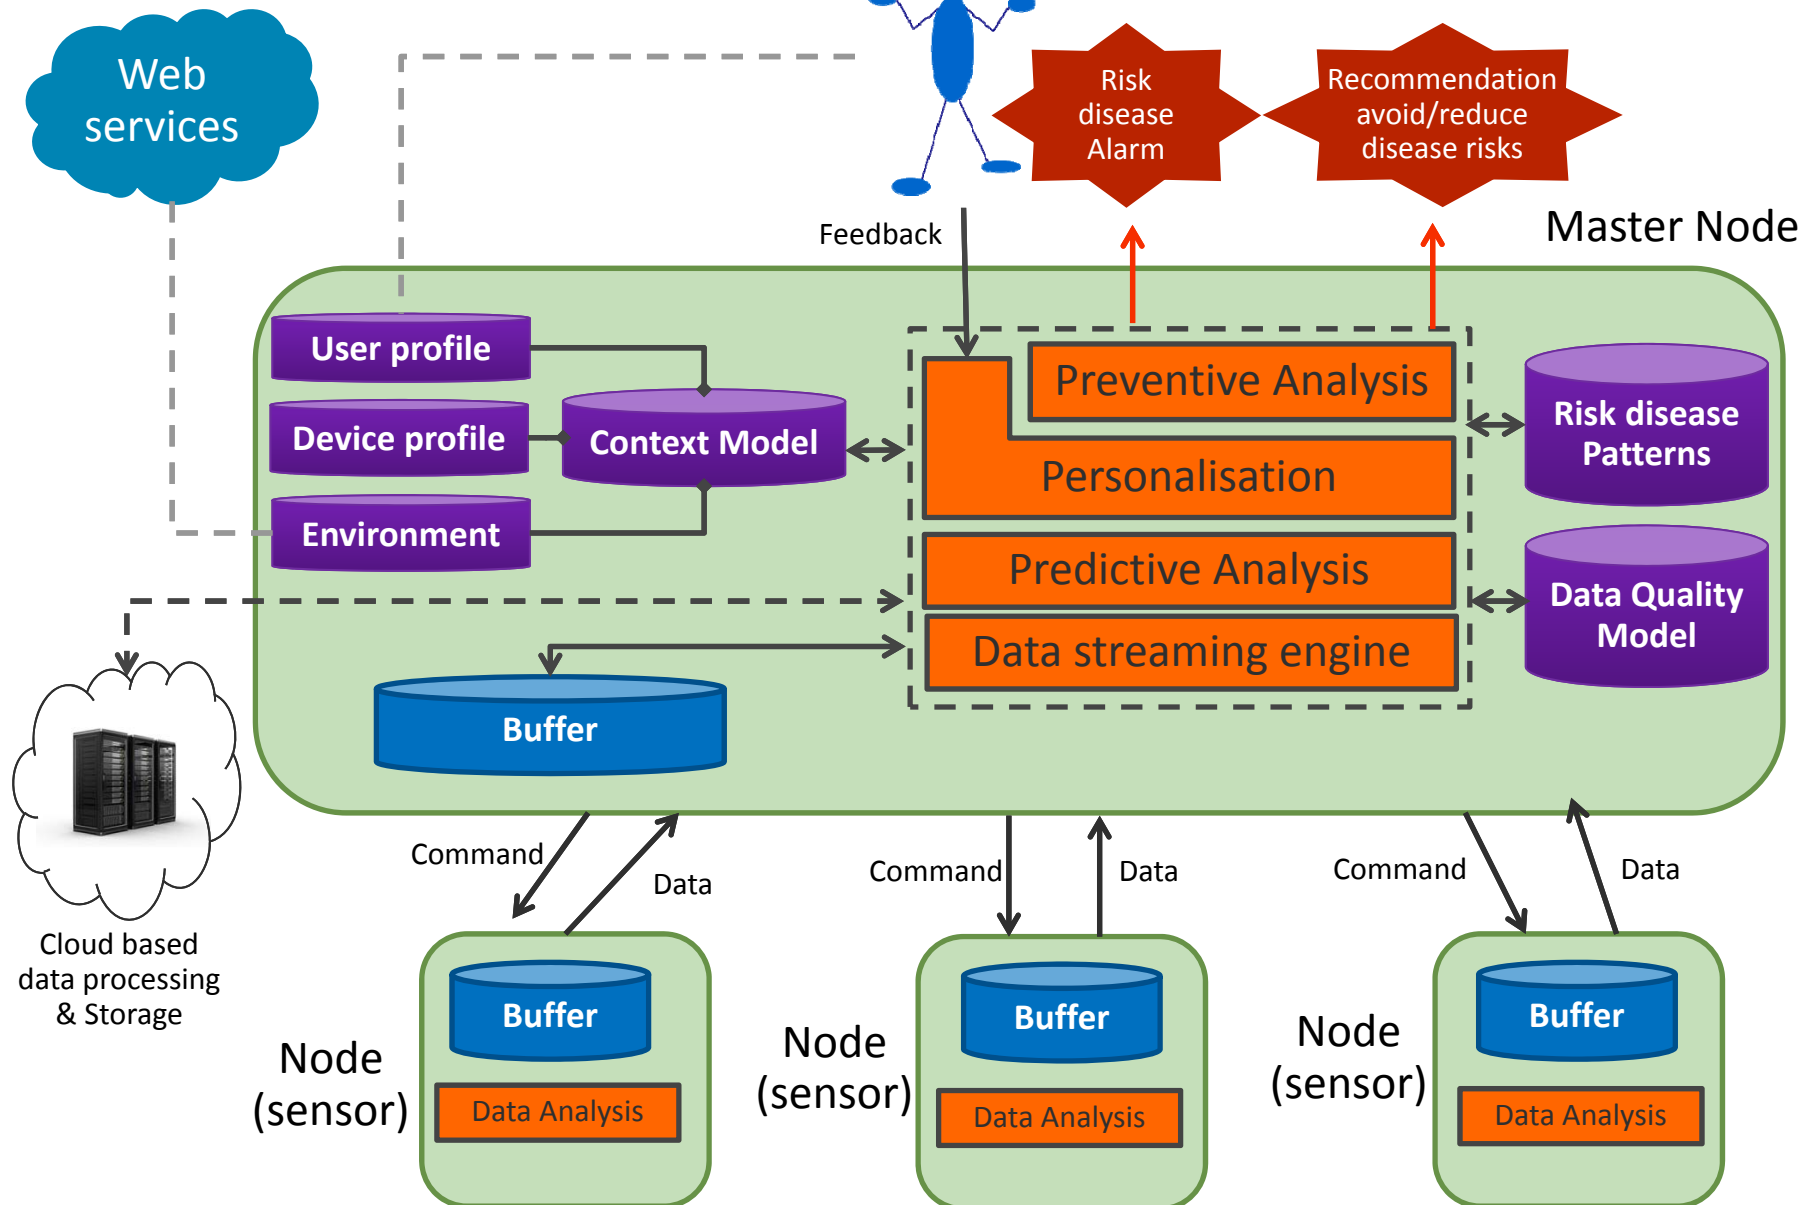 Web
services
Risk
disease
Alarm
Recommendation
avoid/reduce
disease risks
Feedback
Master Node
User profile
Device profile
Environment
Context Model
Preventive Analysis
Personalisation
Predictive Analysis
Data streaming engine
Risk disease
Patterns
Data Quality
Model
Buffer
Cloud based
data processing
& Storage
Command
Data
Command
Data
Command
Data
Node
(sensor)
Buffer
Data Analysis
Node
(sensor)
Buffer
Data Analysis
Node
(sensor)
Buffer
Data Analysis